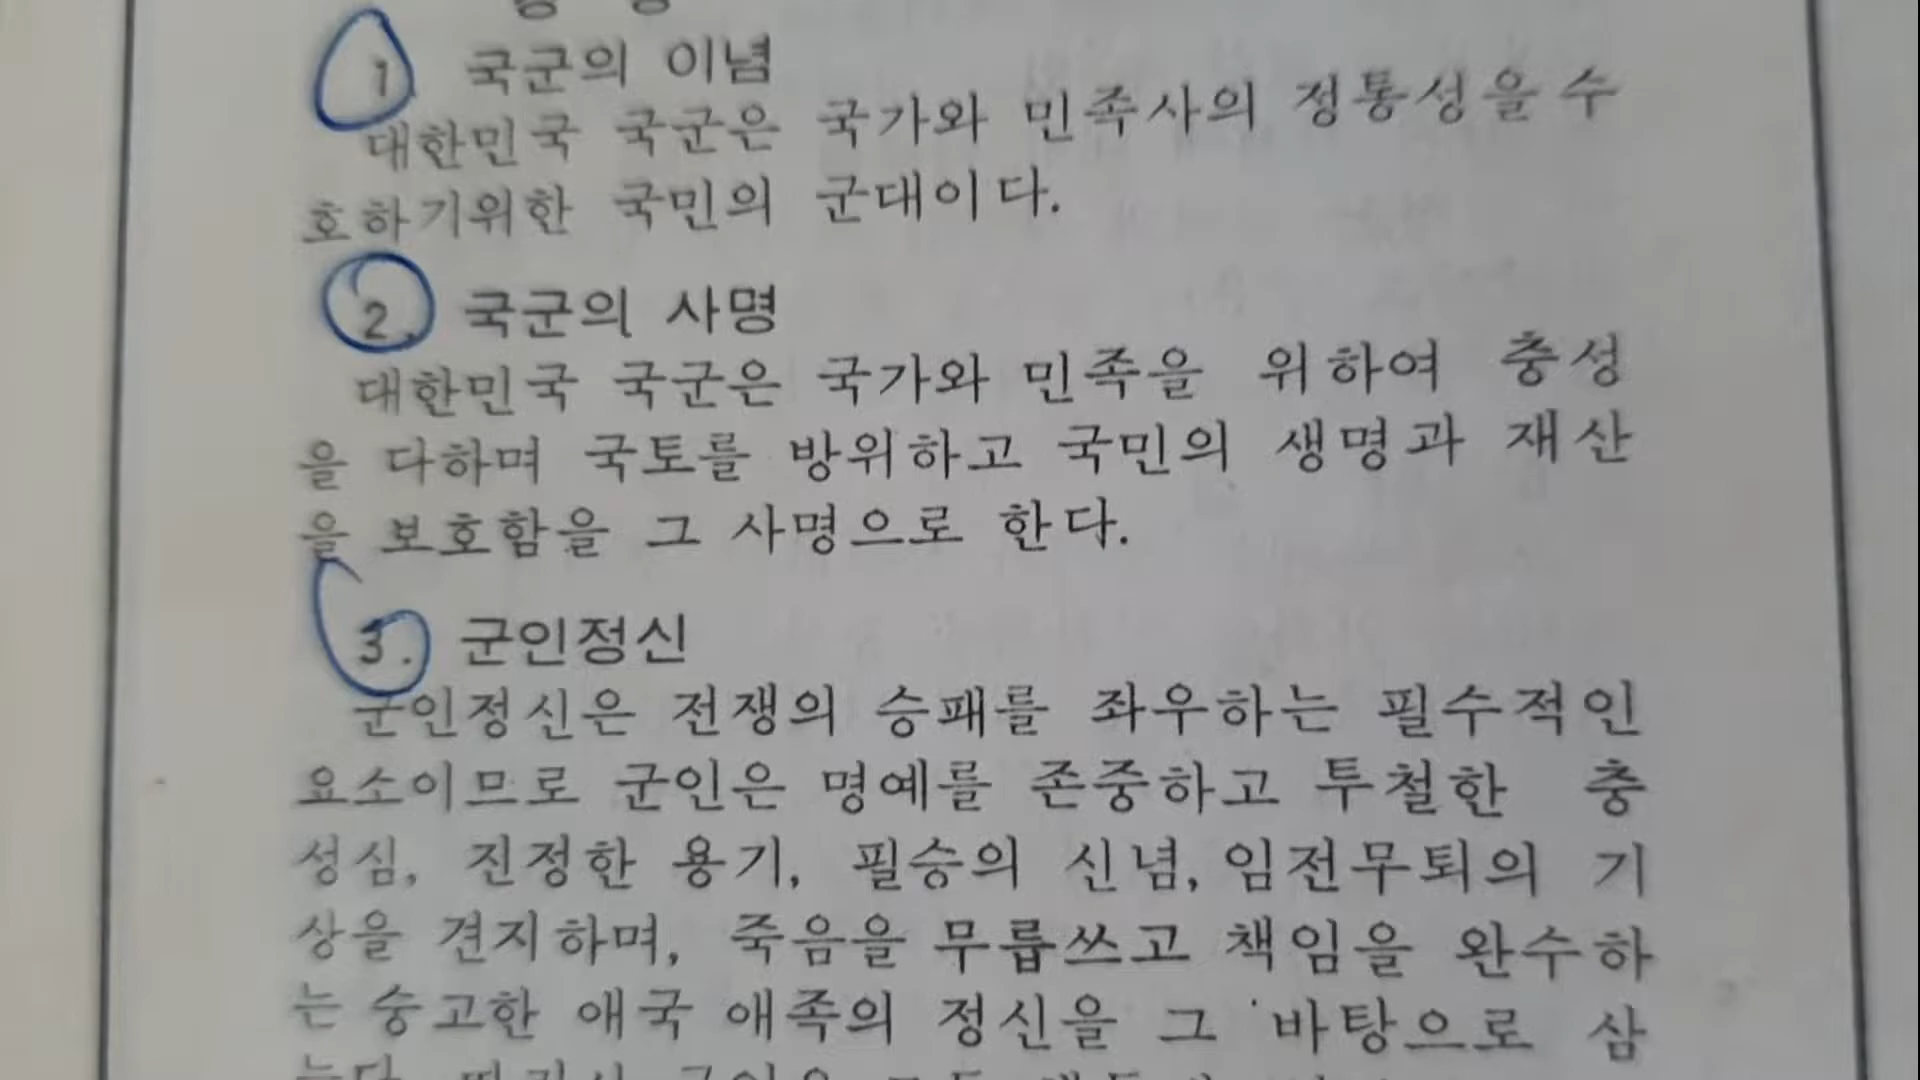 1. 국군의 이념
대한민국 국군은 국가와 민족사의 정통성을 수
호하기위한 국민의 군대이다.
2. 국군의 사명
대한민국 국군은 국가와 민족을 위하여 충성
을 다하며 국토를 방위하고 국민의 생명과 재산
을 보호함을 그 사명으로 한다.
3. 군인정신
군인정신은 전쟁의 승패를 좌우하는 필수적인
요소이므로 군인은 명예를 존중하고 투철한 충
성심, 진정한 용기, 필승의 신념, 임전무퇴의 기
상을 견지하며, 죽음을 무릅쓰고 책임을 완수하
는 숭고한 애국 애족의 정신을 그 바탕으로 삼